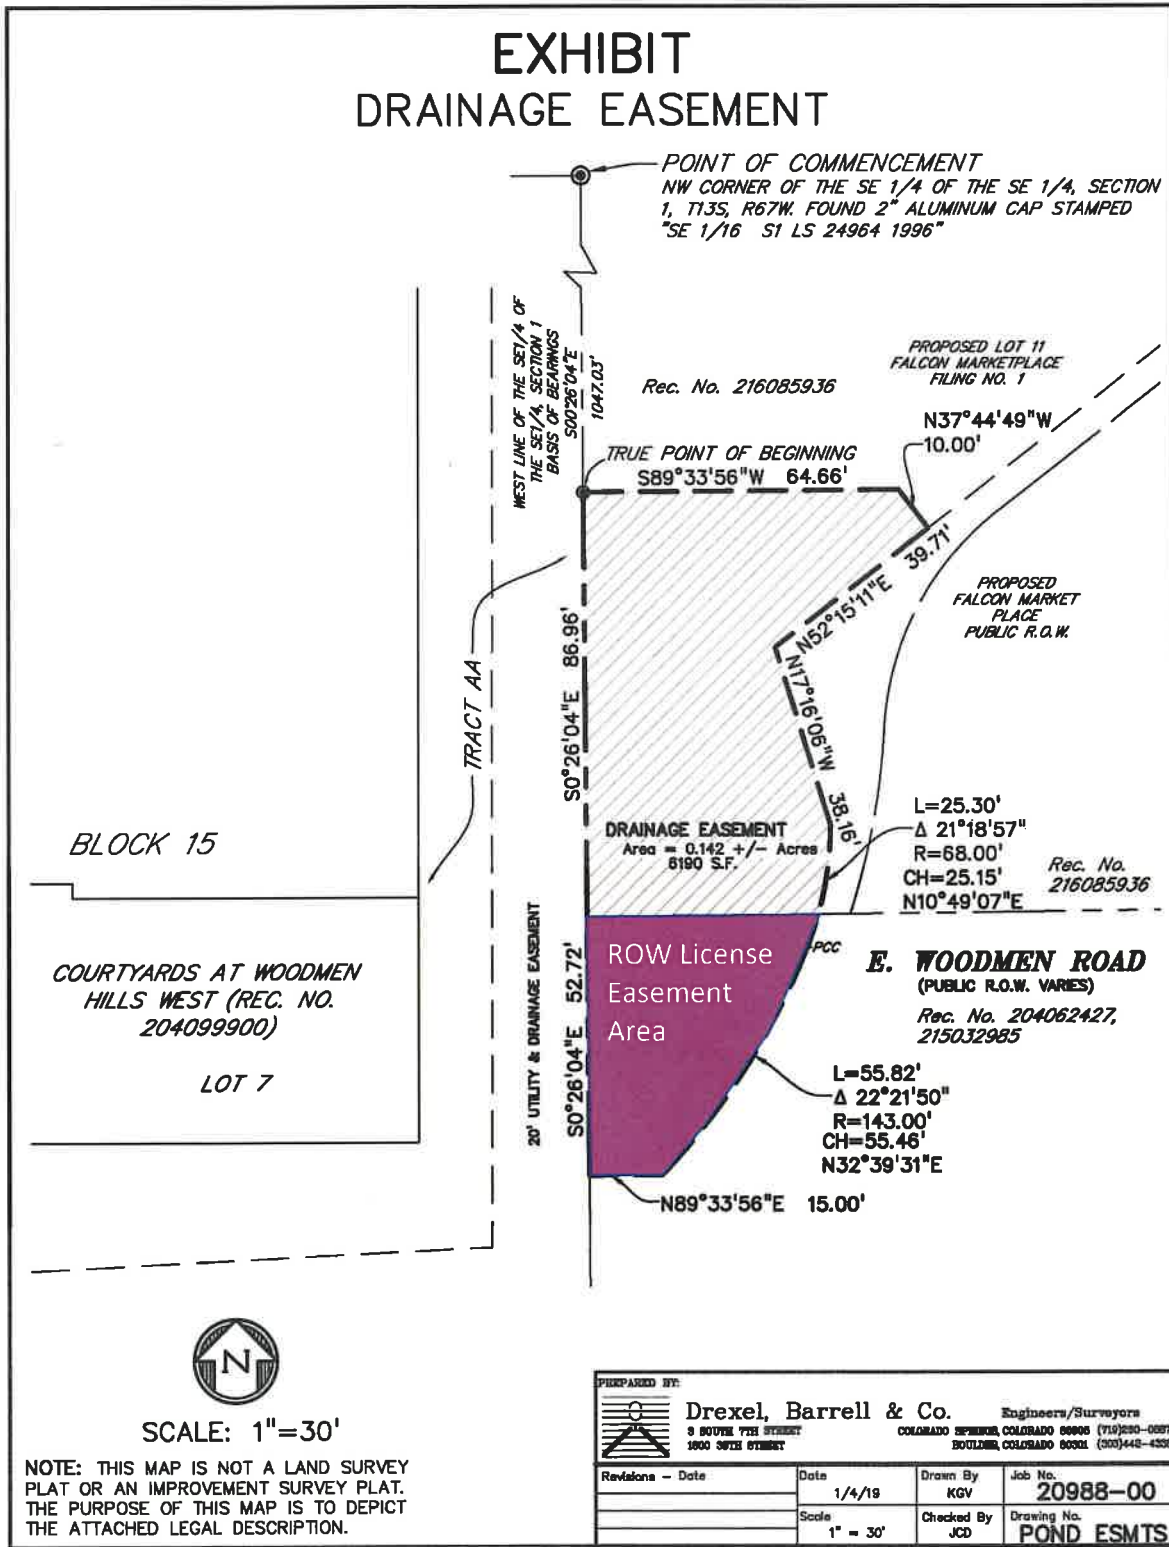 EXHIBIT
DRAINAGE EASEMENT
POINT OF COMMENCEMENT
NW CORNER OF THE SE 1/4 OF THE SE 1/4, SECTION
1, T13S, R67W. FOUND 2" ALUMINUM CAP STAMPED
"SE 1/16 S1 LS 24964 1996"
WEST LINE OF THE SE1/4 OF
THE SE1/4, SECTION 1
BASIS OF BEARINGS
S00°26'04"E
1047.03'
PROPOSED LOT 11
FALCON MARKETPLACE
FILING NO. 1
Rec. No. 216085936
N37°44'49"W
10.00'
TRUE POINT OF BEGINNING
S89°33'56"W 64.66'
N52°15'11"E 39.71'
PROPOSED
FALCON MARKET
PLACE
PUBLIC R.O.W.
S0°26'04"E 86.96'
TRACT AA
N17°16'06"W 38.16'
BLOCK 15
DRAINAGE EASEMENT
Area = 0.142 +/- Acres
6190 S.F.
L=25.30'
Δ 21°18'57"
R=68.00'
CH=25.15'
N10°49'07"E
Rec. No.
216085936
20' UTILITY & DRAINAGE EASEMENT
S0°26'04"E 52.72'
ROW License
Easement
Area
PCC
E. WOODMEN ROAD
(PUBLIC R.O.W. VARIES)
Rec. No. 204062427,
215032985
COURTYARDS AT WOODMEN
HILLS WEST (REC. NO.
204099900)
LOT 7
L=55.82'
Δ 22°21'50"
R=143.00'
CH=55.46'
N32°39'31"E
N89°33'56"E 15.00'
N
SCALE: 1"=30'
NOTE: THIS MAP IS NOT A LAND SURVEY
PLAT OR AN IMPROVEMENT SURVEY PLAT.
THE PURPOSE OF THIS MAP IS TO DEPICT
THE ATTACHED LEGAL DESCRIPTION.
PREPARED BY:
Drexel, Barrell & Co. Engineers/Surveyors
3 SOUTH 7TH STREET COLORADO SPRINGS, COLORADO 80905
1800 38TH STREET BOULDER, COLORADO 80301
Revisions - Date
Date
1/4/19
Drawn By
KGV
Job No.
20988-00
Scale
1" = 30'
Checked By
JCD
Drawing No.
POND ESMTS